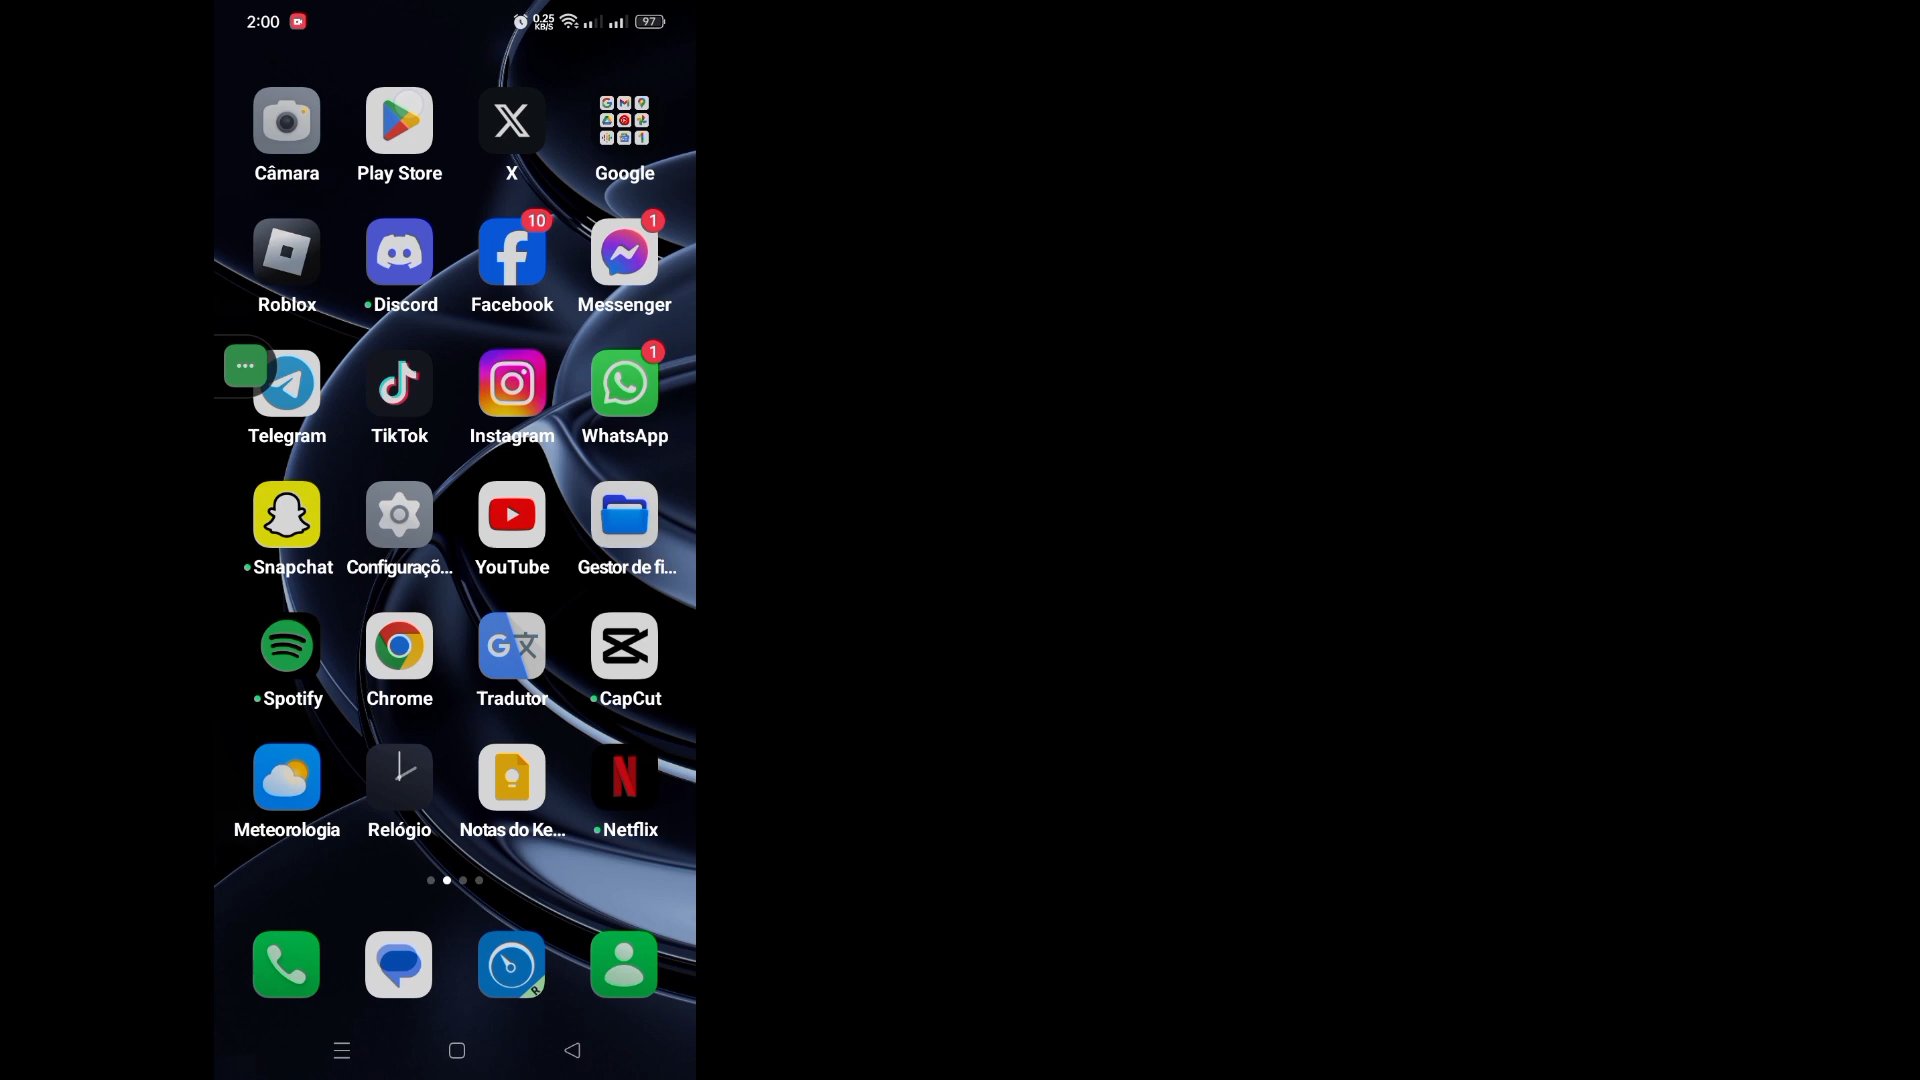 2:00 0.25 KB/S 97
Câmara Play Store X Google
10 1
Roblox Discord Facebook Messenger
1
Telegram TikTok Instagram WhatsApp
Snapchat Configuraçõ... YouTube Gestor de fi...
Spotify Chrome Tradutor CapCut
Meteorologia Relógio Notas do Ke... Netflix
R